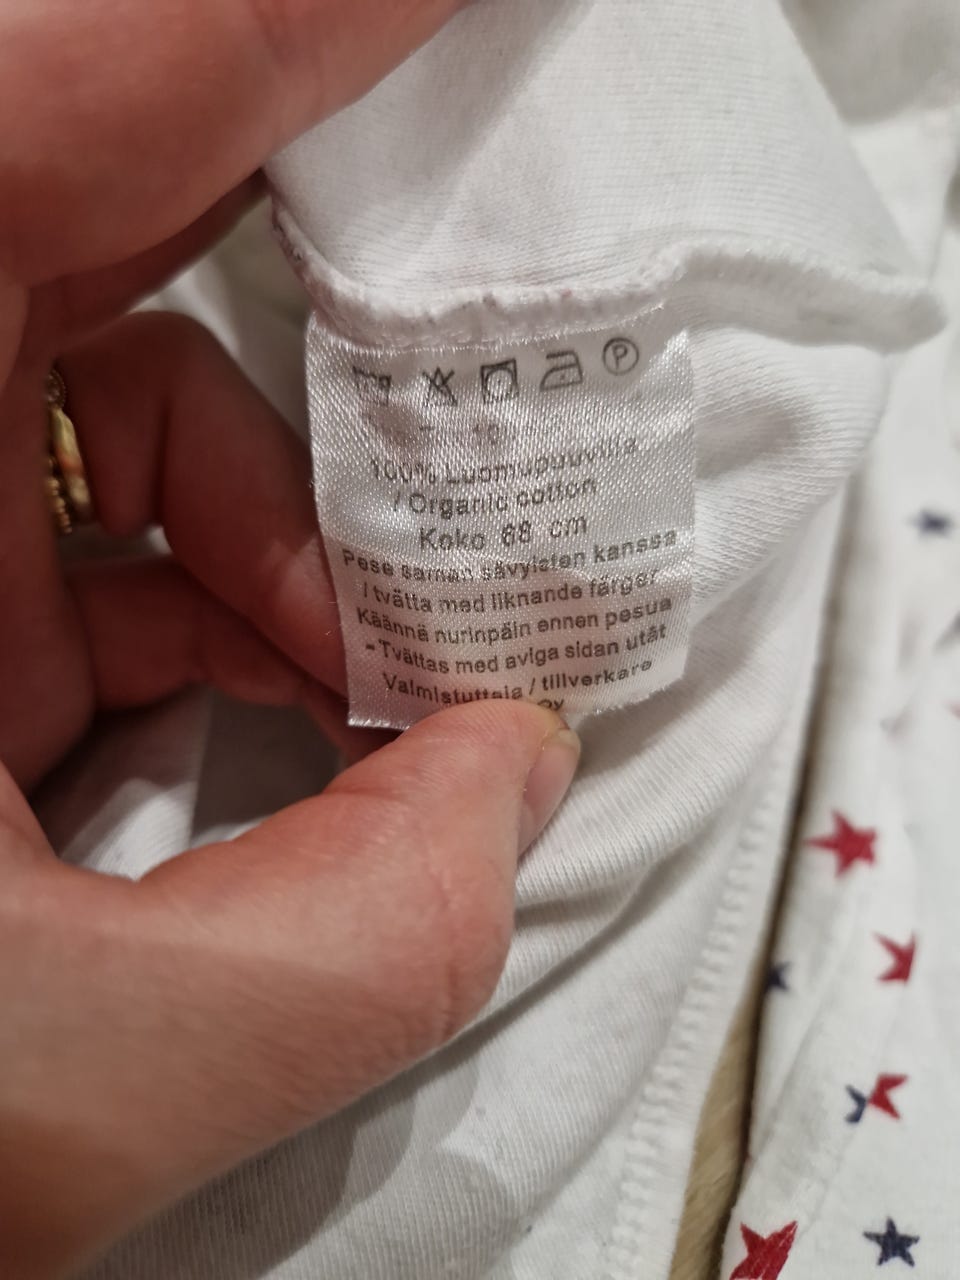 P
100% Luomupuuvilla
/ Organic cotton
Koko 68 cm
Pese saman sävyisten kanssa
/ tvätta med liknande färger
Käännä nurinpäin ennen pesua
- Tvättas med aviga sidan utåt
Valmistuttaja / tillverkare
oy